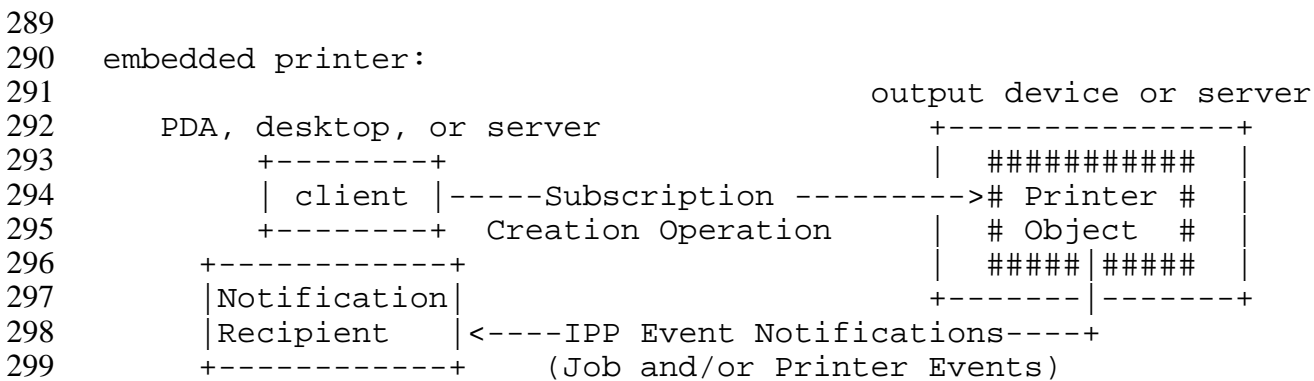 289
290   embedded printer:
291                                                  output device or server
292      PDA, desktop, or server                       +---------------+
293            +--------+                              |  ###########  |
294            | client |-----Subscription --------->#  Printer #  |
295            +--------+  Creation Operation          |  # Object  #  |
296        +------------+                              |  #####|#####  |
297        |Notification|                              +-------|-------+
298        |Recipient   |<----IPP Event Notifications----+
299        +------------+    (Job and/or Printer Events)